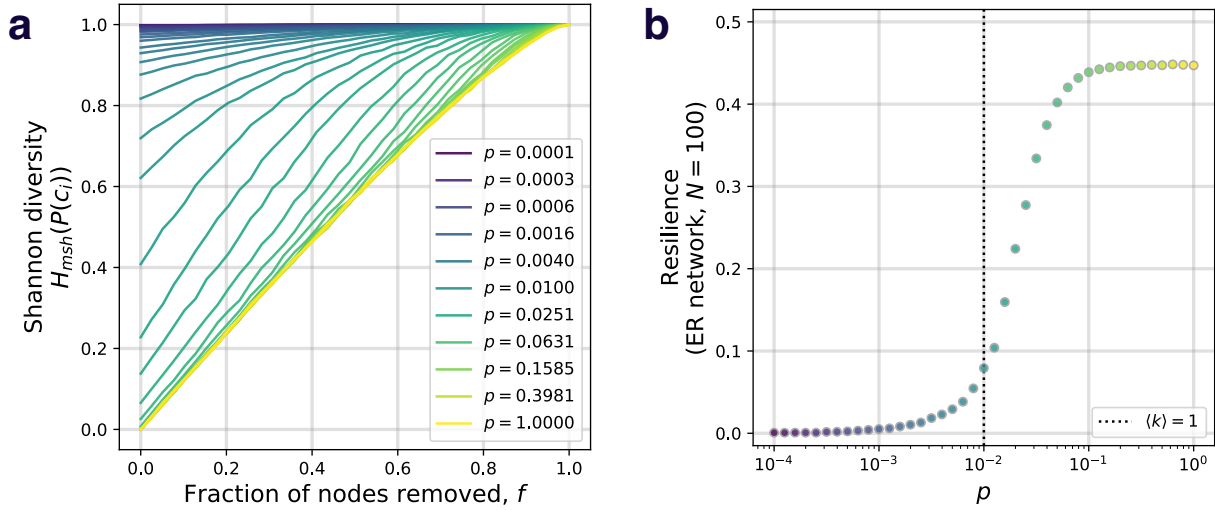 a
Shannon diversity
H_{msh}(P(c_i))
1.0
0.8
0.6
0.4
0.2
0.0
0.0 0.2 0.4 0.6 0.8 1.0
Fraction of nodes removed, f
p = 0.0001
p = 0.0003
p = 0.0006
p = 0.0016
p = 0.0040
p = 0.0100
p = 0.0251
p = 0.0631
p = 0.1585
p = 0.3981
p = 1.0000
b
Resilience
(ER network, N = 100)
0.5
0.4
0.3
0.2
0.1
0.0
10⁻⁴ 10⁻³ 10⁻² 10⁻¹ 10⁰
p
⟨k⟩ = 1